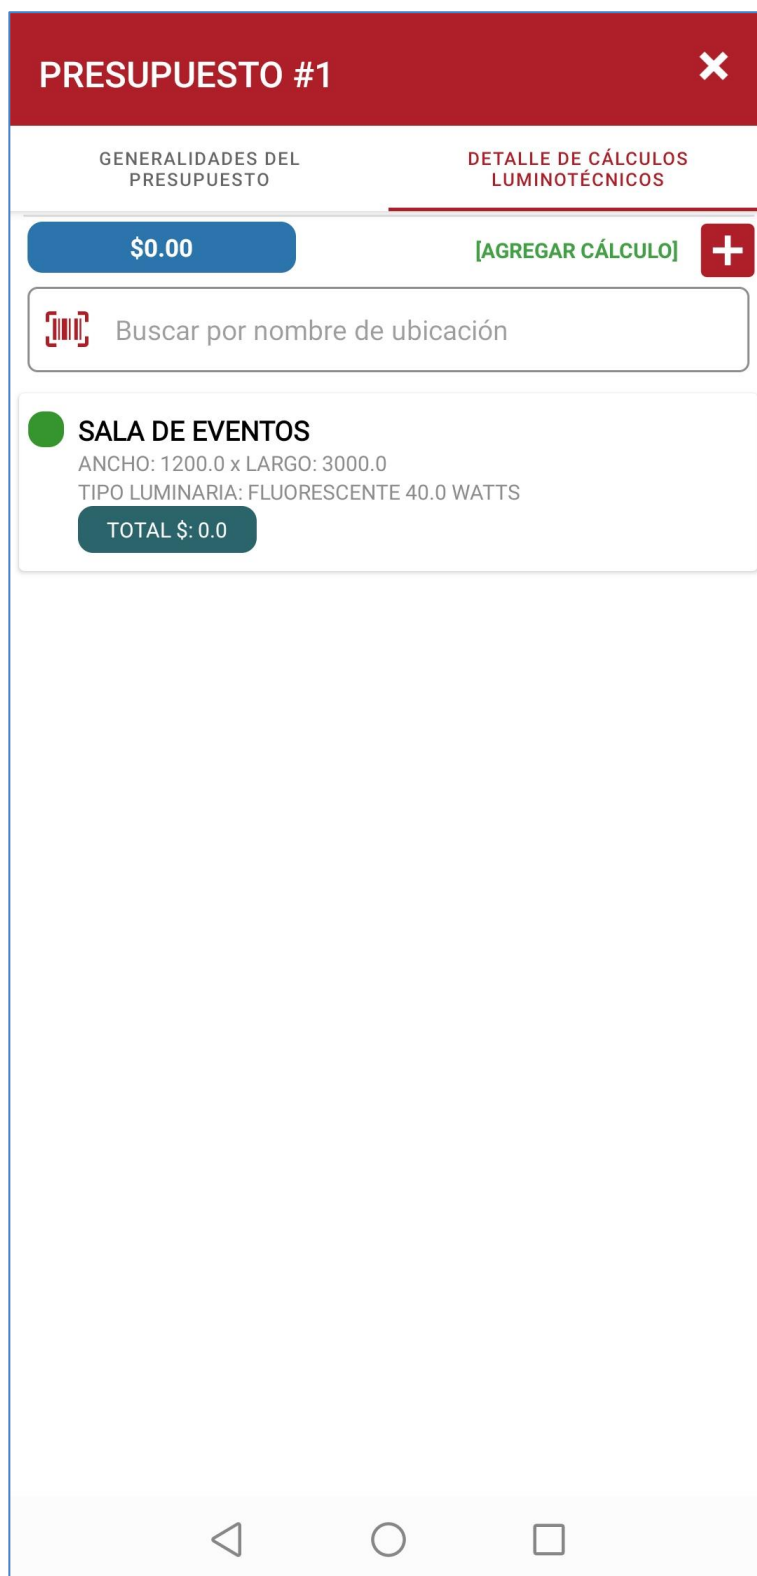 PRESUPUESTO #1
GENERALIDADES DEL
PRESUPUESTO
DETALLE DE CÁLCULOS
LUMINOTÉCNICOS
$0.00
[AGREGAR CÁLCULO]
Buscar por nombre de ubicación
SALA DE EVENTOS
ANCHO: 1200.0 x LARGO: 3000.0
TIPO LUMINARIA: FLUORESCENTE 40.0 WATTS
TOTAL $: 0.0